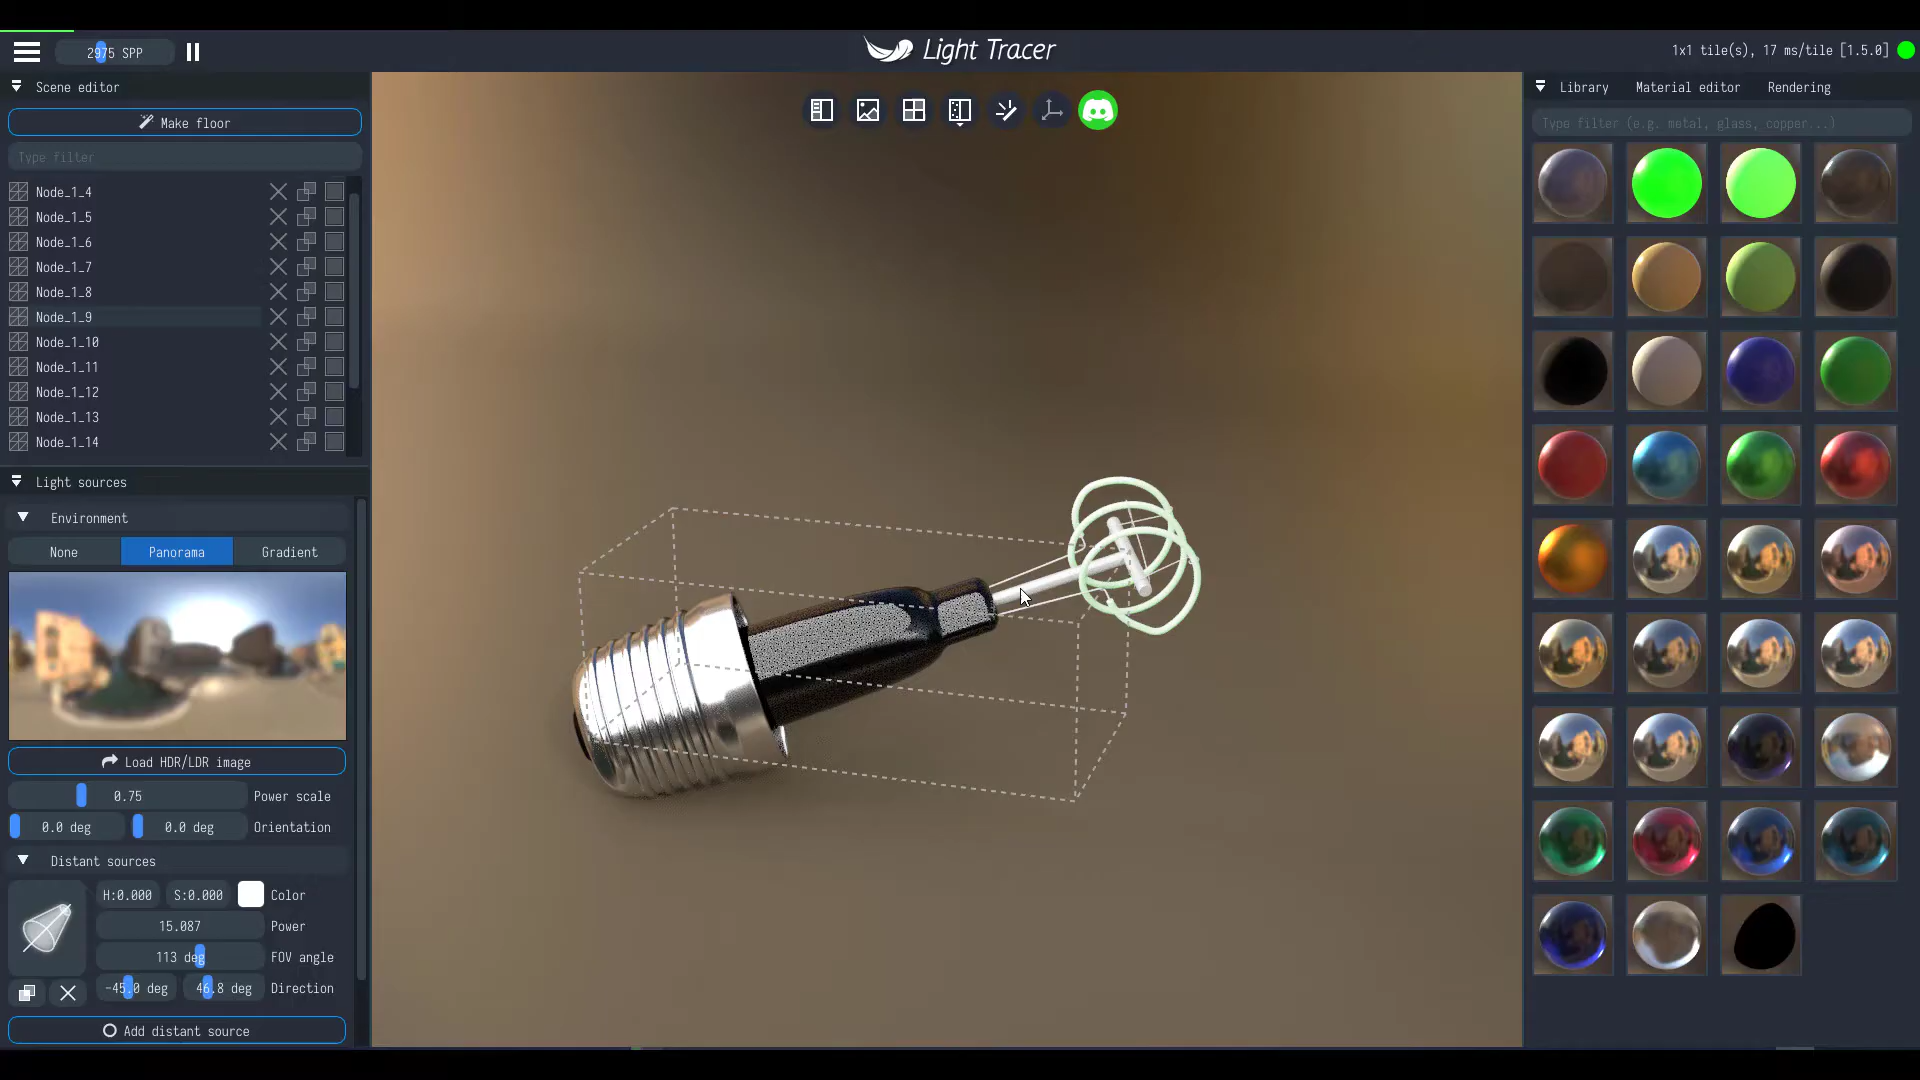 2975 SPP
Light Tracer
1x1 tile(s), 17 ms/tile [1.5.0]
Scene editor
Make floor
Type filter
Node_1_4
Node_1_5
Node_1_6
Node_1_7
Node_1_8
Node_1_9
Node_1_10
Node_1_11
Node_1_12
Node_1_13
Node_1_14
Light sources
Environment
None Panorama Gradient
Load HDR/LDR image
0.75 Power scale
0.0 deg 0.0 deg Orientation
Distant sources
H:0.000 S:0.000 Color
15.087 Power
113 deg FOV angle
-45.0 deg 46.8 deg Direction
Add distant source
Library Material editor Rendering
Type filter (e.g. metal, glass, copper...)